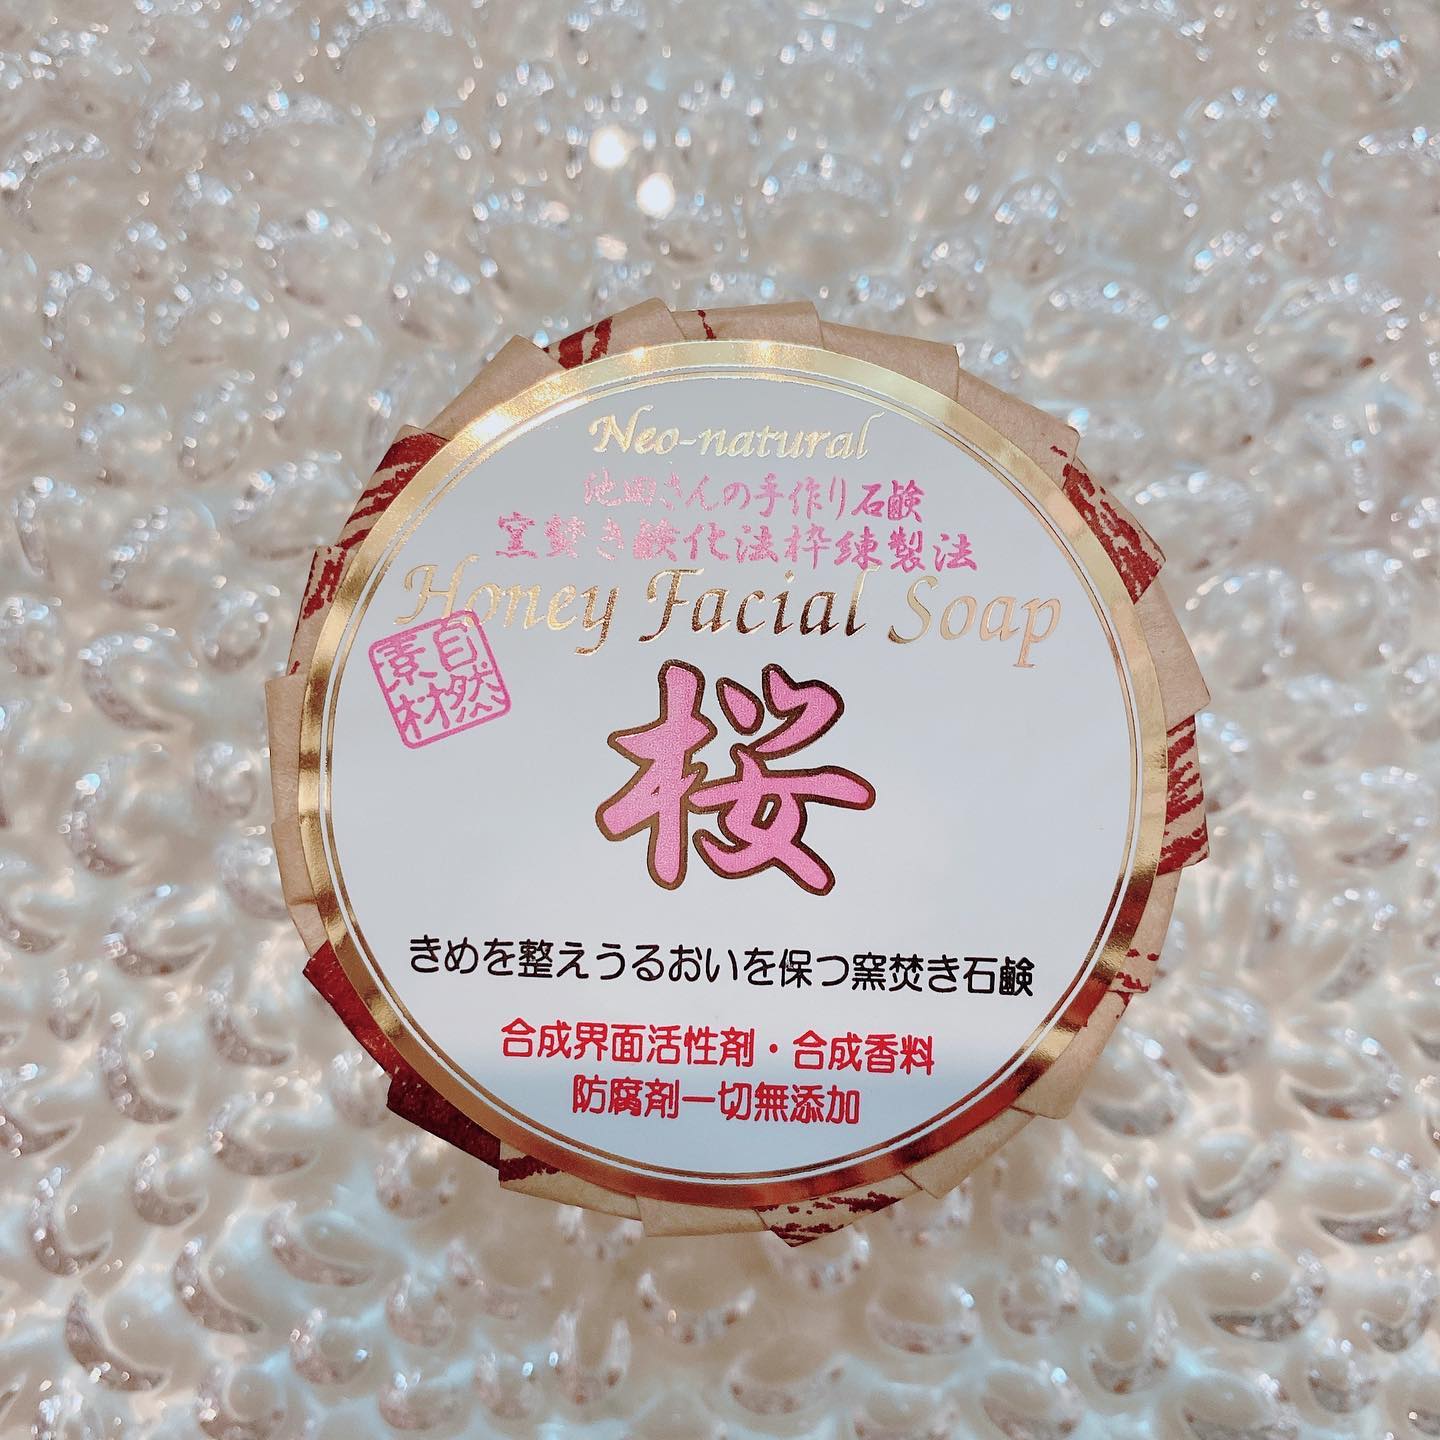 Neo-natural
池田さんの手作り石鹸
窯焚き鹸化法枠練製法
Honey Facial Soap
自然
素材
桜
きめを整えうるおいを保つ窯焚き石鹸
合成界面活性剤・合成香料
防腐剤一切無添加